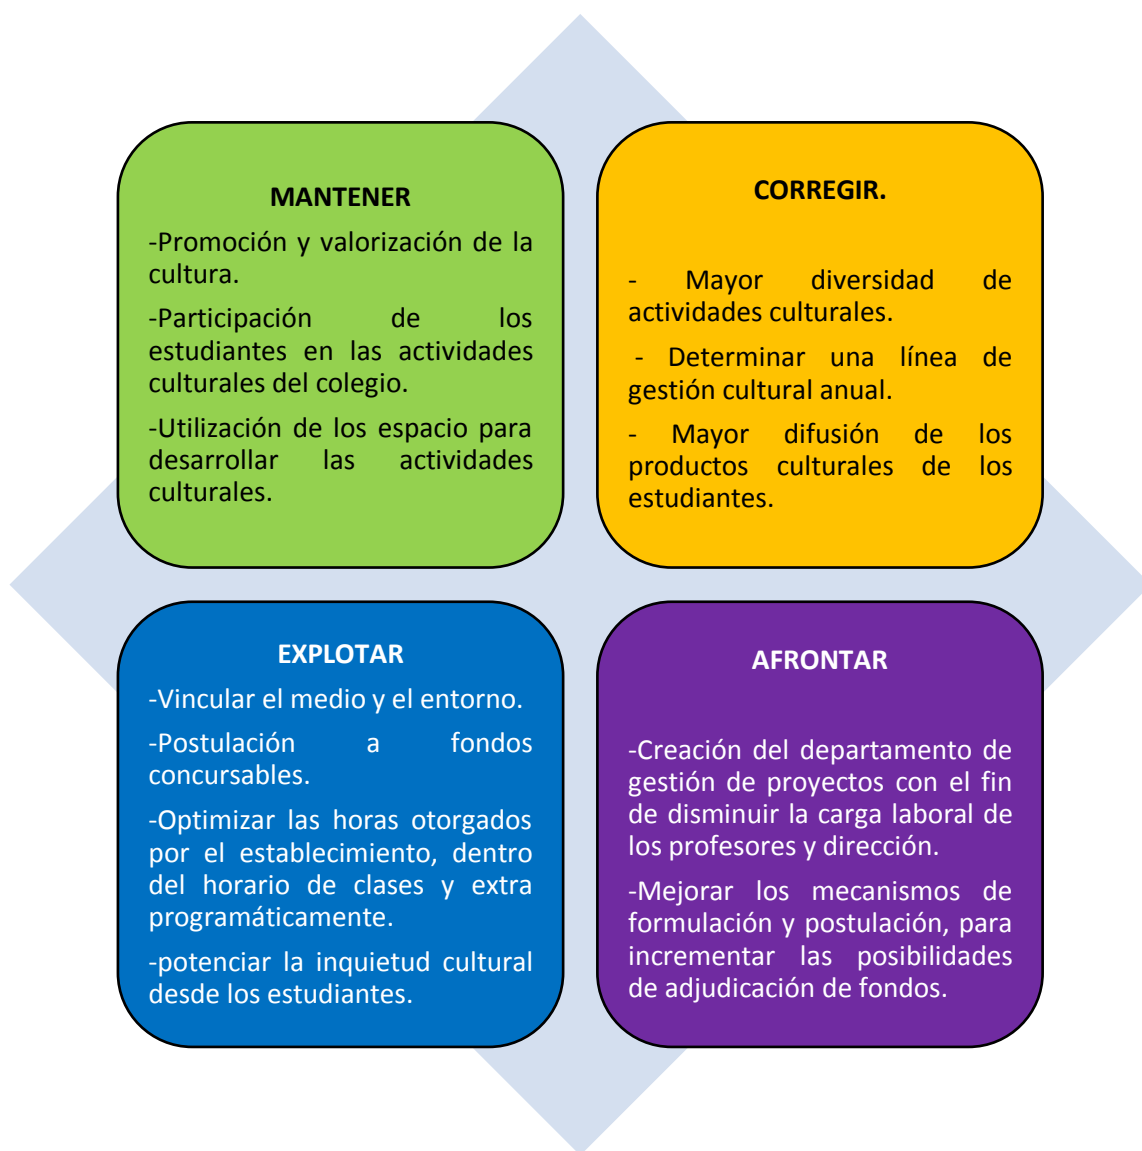 MANTENER
-Promoción y valorización de la
cultura.
-Participación de los
estudiantes en las actividades
culturales del colegio.
-Utilización de los espacio para
desarrollar las actividades
culturales.
CORREGIR.
- Mayor diversidad de
actividades culturales.
- Determinar una línea de
gestión cultural anual.
- Mayor difusión de los
productos culturales de los
estudiantes.
EXPLOTAR
-Vincular el medio y el entorno.
-Postulación a fondos
concursables.
-Optimizar las horas otorgados
por el establecimiento, dentro
del horario de clases y extra
programáticamente.
-potenciar la inquietud cultural
desde los estudiantes.
AFRONTAR
-Creación del departamento de
gestión de proyectos con el fin
de disminuir la carga laboral de
los profesores y dirección.
-Mejorar los mecanismos de
formulación y postulación, para
incrementar las posibilidades
de adjudicación de fondos.